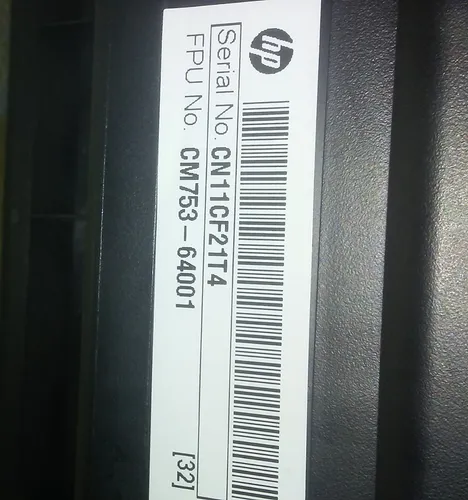 hp
Serial No. CN11CF21T4
FPU No. CM753-64001
[32]